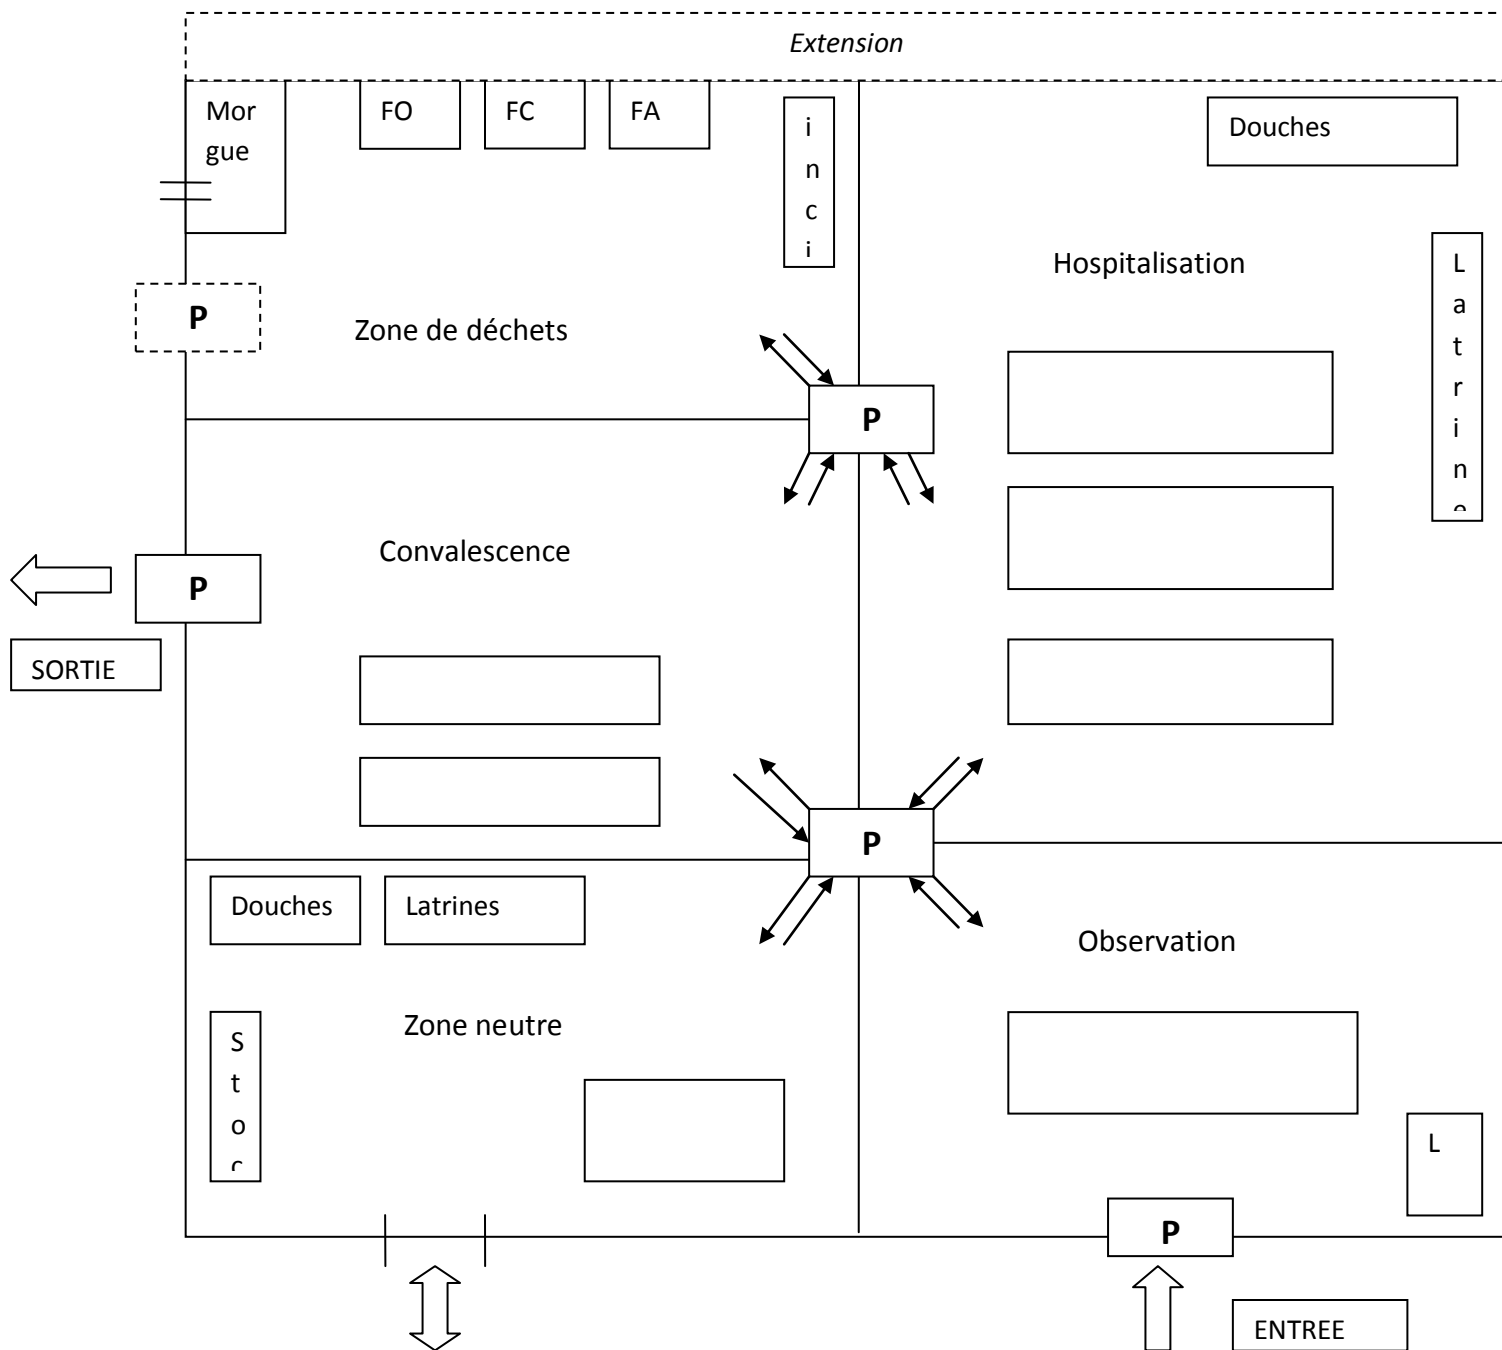 Extension
Mor
gue
FO
FC
FA
i
n
c
i
Douches
Hospitalisation
L
a
t
r
i
n
e
P
Zone de déchets
P
Convalescence
P
SORTIE
P
Douches
Latrines
Observation
Zone neutre
S
t
o
c
L
P
ENTREE